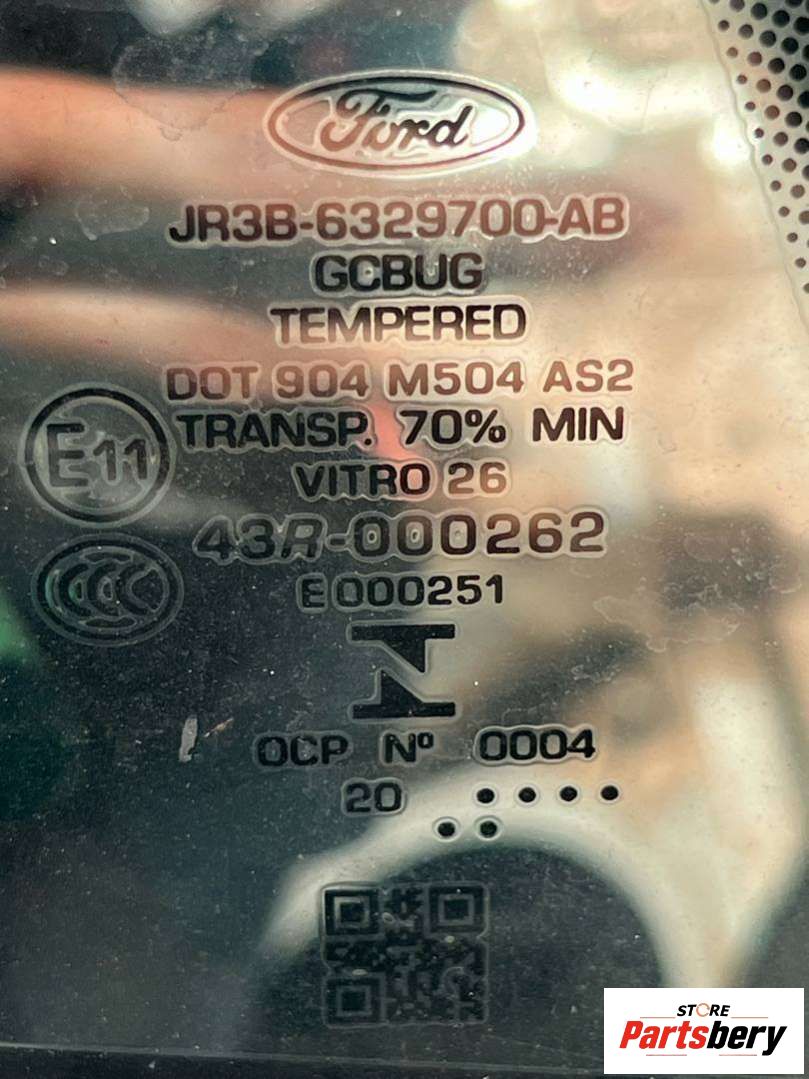 Ford
JR3B-6329700-AB
GCBUG
TEMPERED
DOT 904 M504 AS2
E11 TRANSP. 70% MIN
VITRO 26
CCC 43R-000262
E000251
OCP Nº 0004
20 ••••
••
STORE
Partsbery